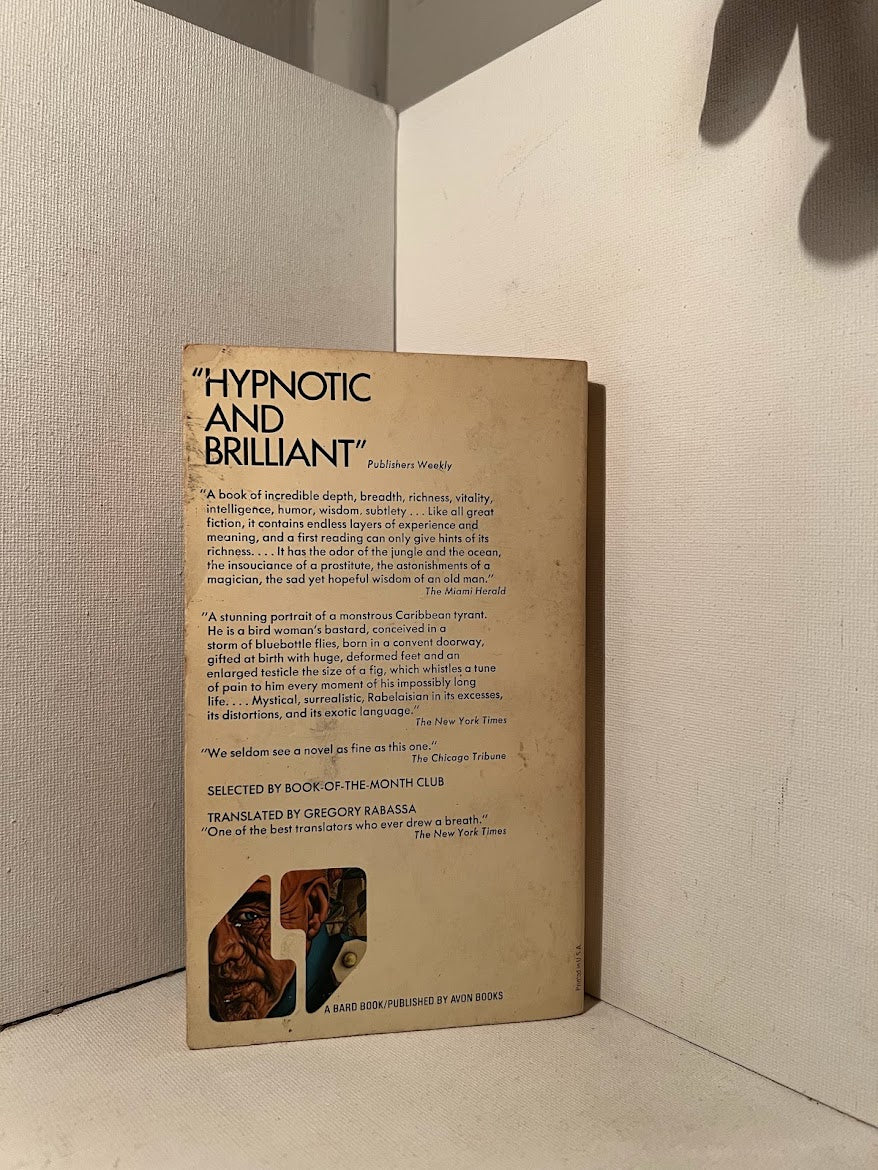 "HYPNOTIC
AND
BRILLIANT" Publishers Weekly
"A book of incredible depth, breadth, richness, vitality,
intelligence, humor, wisdom, subtlety . . . Like all great
fiction, it contains endless layers of experience and
meaning, and a first reading can only give hints of its
richness. . . . It has the odor of the jungle and the ocean,
the insouciance of a prostitute, the astonishments of a
magician, the sad yet hopeful wisdom of an old man."
The Miami Herald
"A stunning portrait of a monstrous Caribbean tyrant.
He is a bird woman's bastard, conceived in a
storm of bluebottle flies, born in a convent doorway,
gifted at birth with huge, deformed feet and an
enlarged testicle the size of a fig, which whistles a tune
of pain to him every moment of his impossibly long
life. . . . Mystical, surrealistic, Rabelaisian in its excesses,
its distortions, and its exotic language."
The New York Times
"We seldom see a novel as fine as this one."
The Chicago Tribune
SELECTED BY BOOK-OF-THE-MONTH CLUB
TRANSLATED BY GREGORY RABASSA
"One of the best translators who ever drew a breath."
The New York Times
A BARD BOOK/PUBLISHED BY AVON BOOKS
Printed in U.S.A.